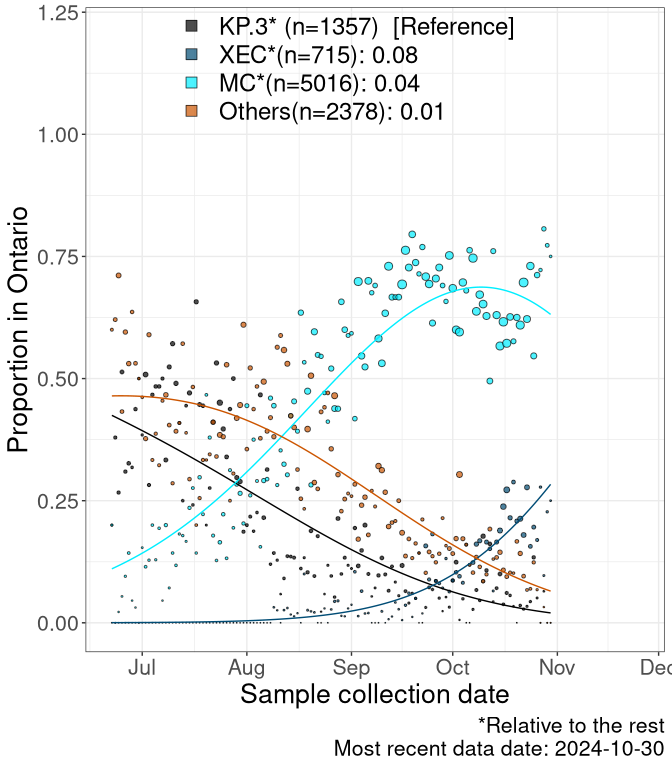 KP.3* (n=1357)  [Reference]
XEC*(n=715): 0.08
MC*(n=5016): 0.04
Others(n=2378): 0.01
1.25
1.00
0.75
0.50
0.25
0.00
Proportion in Ontario
Jul Aug Sep Oct Nov Dec
Sample collection date
*Relative to the rest
Most recent data date: 2024-10-30